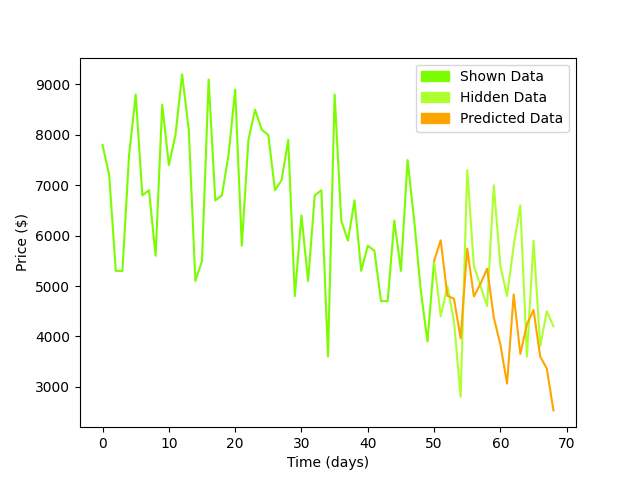 Shown Data
Hidden Data
Predicted Data
9000
8000
7000
6000
5000
4000
3000
Price ($)
0 10 20 30 40 50 60 70
Time (days)